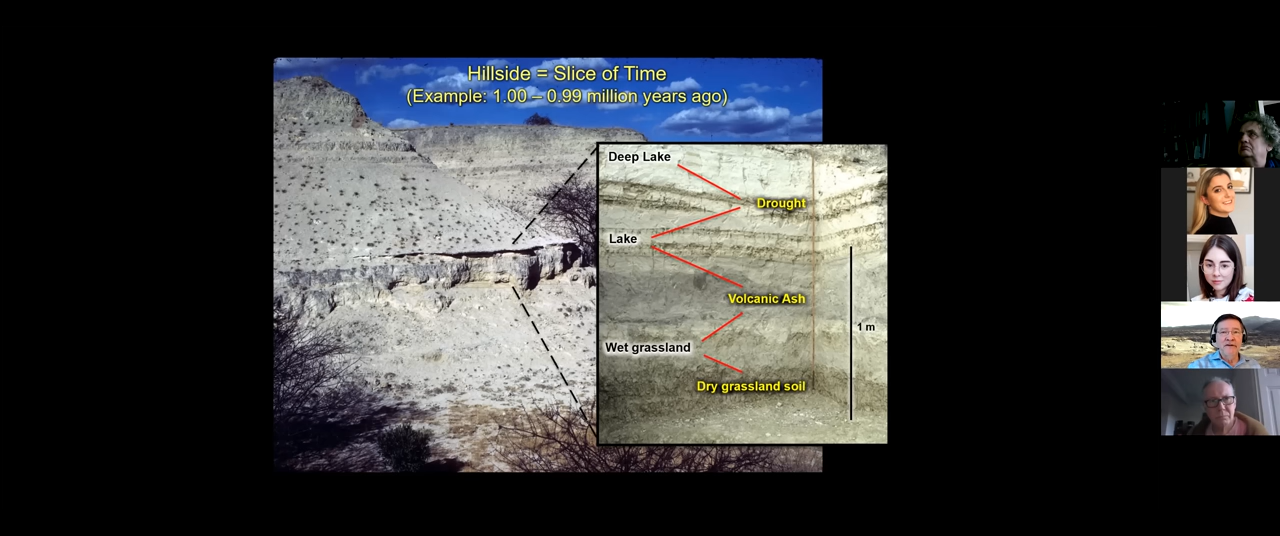 Hillside = Slice of Time
(Example: 1.00 – 0.99 million years ago)
Deep Lake
Drought
Lake
Volcanic Ash
1 m
Wet grassland
Dry grassland soil